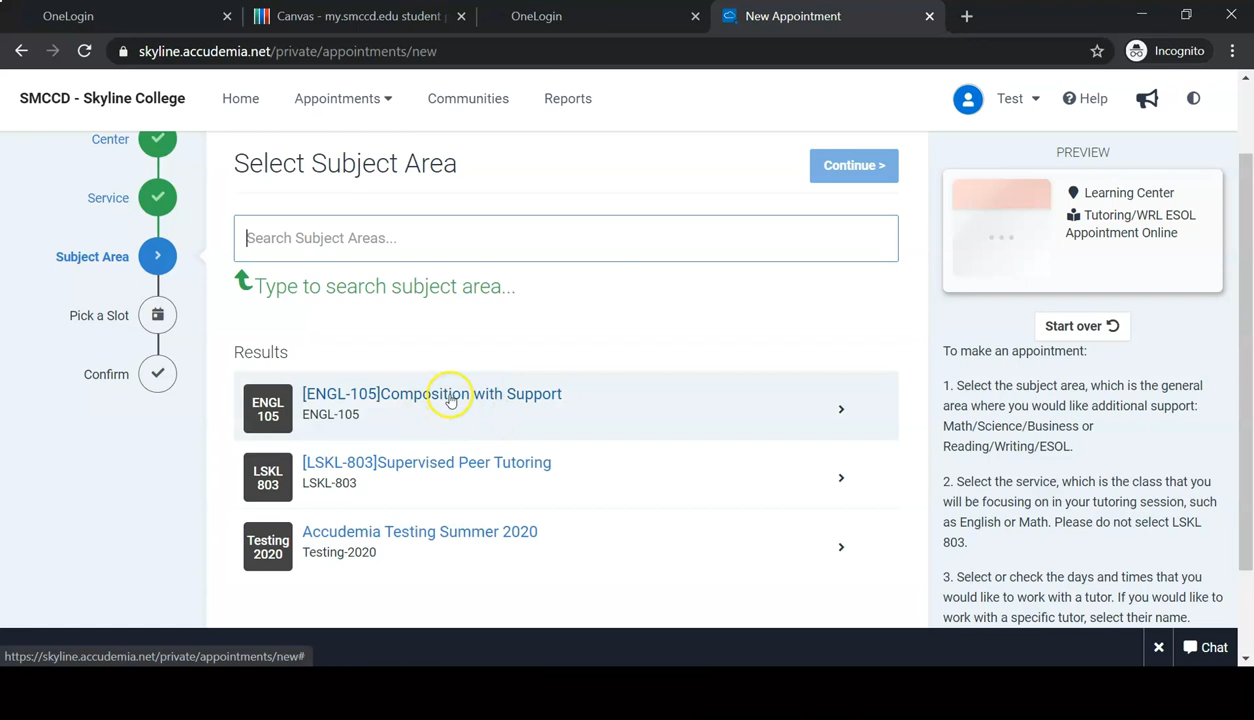 OneLogin
Canvas - my.smccd.edu student
OneLogin
New Appointment
skyline.accudemia.net/private/appointments/new
Incognito
SMCCD - Skyline College
Home
Appointments
Communities
Reports
Test
Help
Center
Service
Subject Area
Pick a Slot
Confirm
Select Subject Area
Continue >
Search Subject Areas...
Type to search subject area...
Results
ENGL
105
[ENGL-105]Composition with Support
ENGL-105
LSKL
803
[LSKL-803]Supervised Peer Tutoring
LSKL-803
Testing
2020
Accudemia Testing Summer 2020
Testing-2020
PREVIEW
Learning Center
Tutoring/WRL ESOL
Appointment Online
Start over
To make an appointment:
1. Select the subject area, which is the general
area where you would like additional support:
Math/Science/Business or
Reading/Writing/ESOL.
2. Select the service, which is the class that you
will be focusing on in your tutoring session, such
as English or Math. Please do not select LSKL
803.
3. Select or check the days and times that you
would like to work with a tutor. If you would like to
work with a specific tutor, select their name.
Chat
https://skyline.accudemia.net/private/appointments/new#